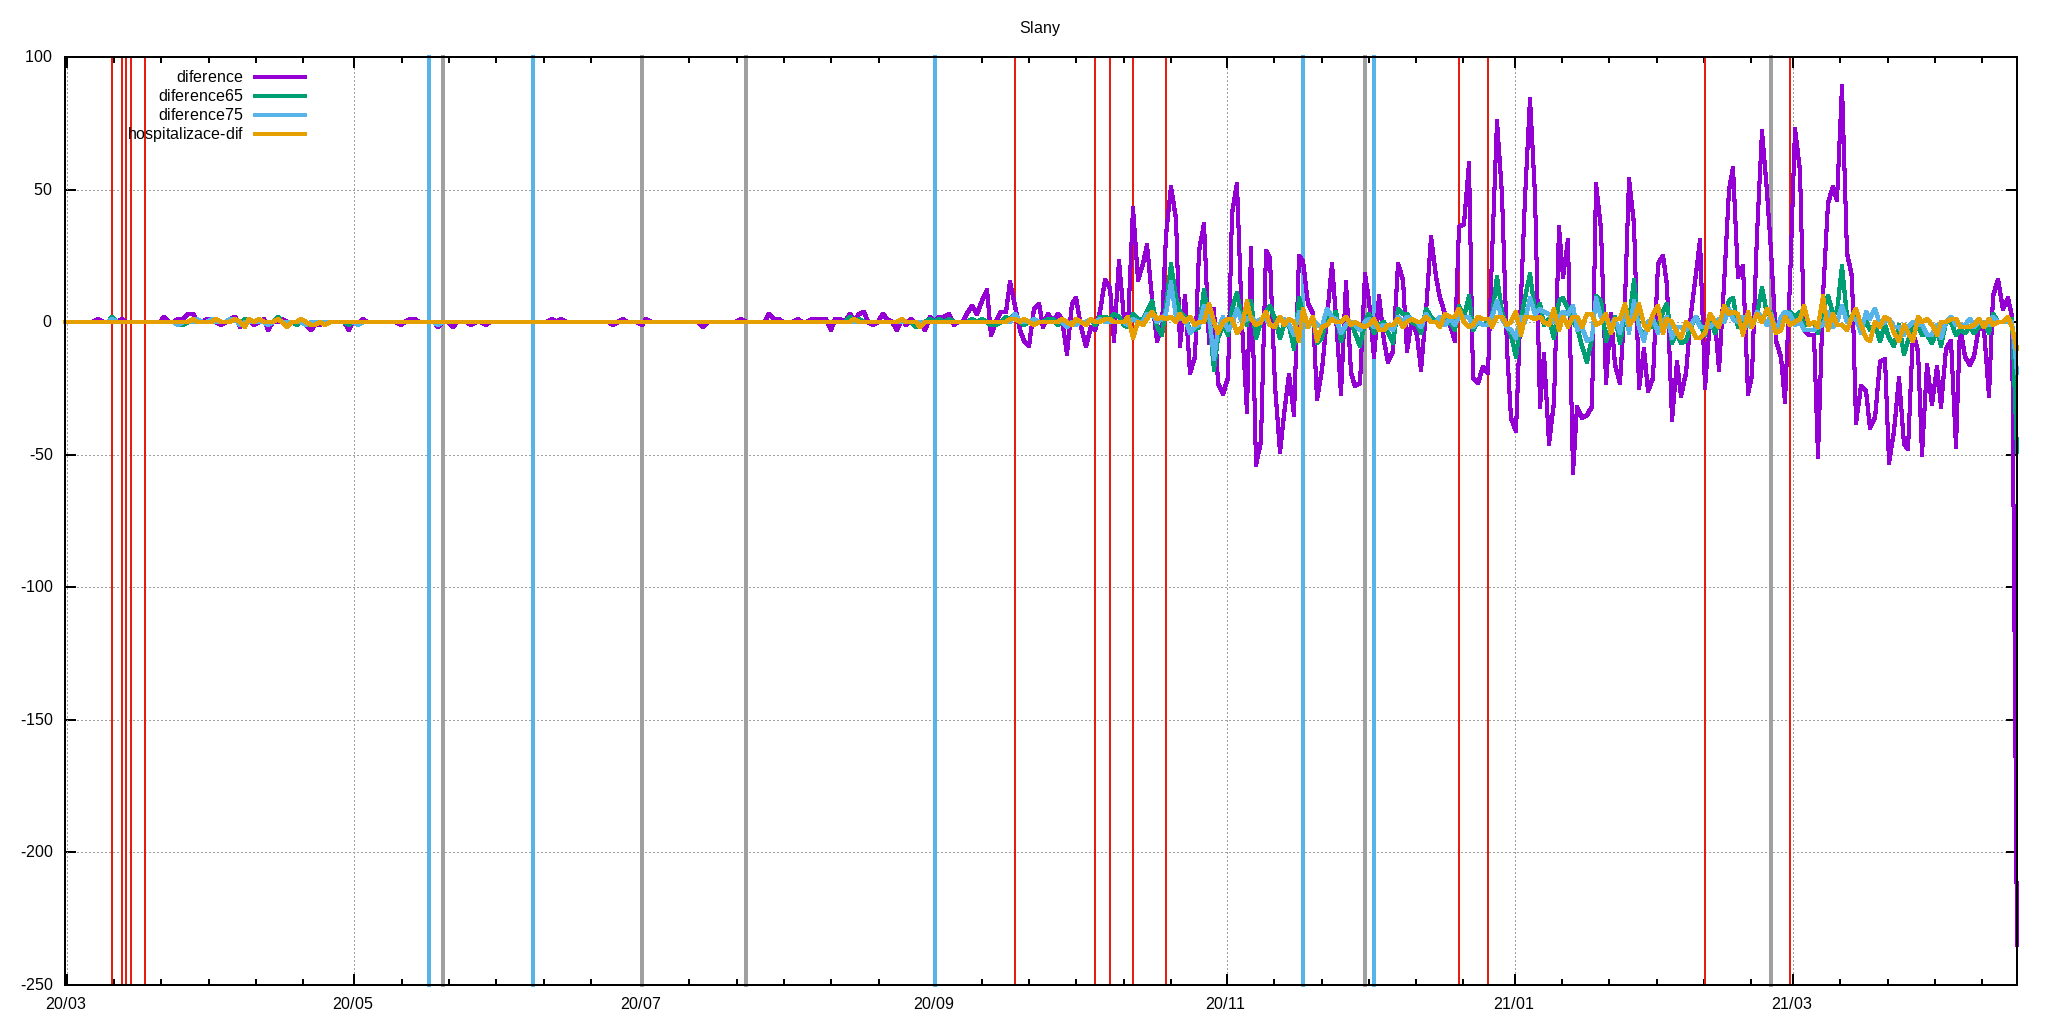 Slany
100
diference
diference65
diference75
hospitalizace-dif
50
0
-50
-100
-150
-200
-250
20/03 20/05 20/07 20/09 20/11 21/01 21/03